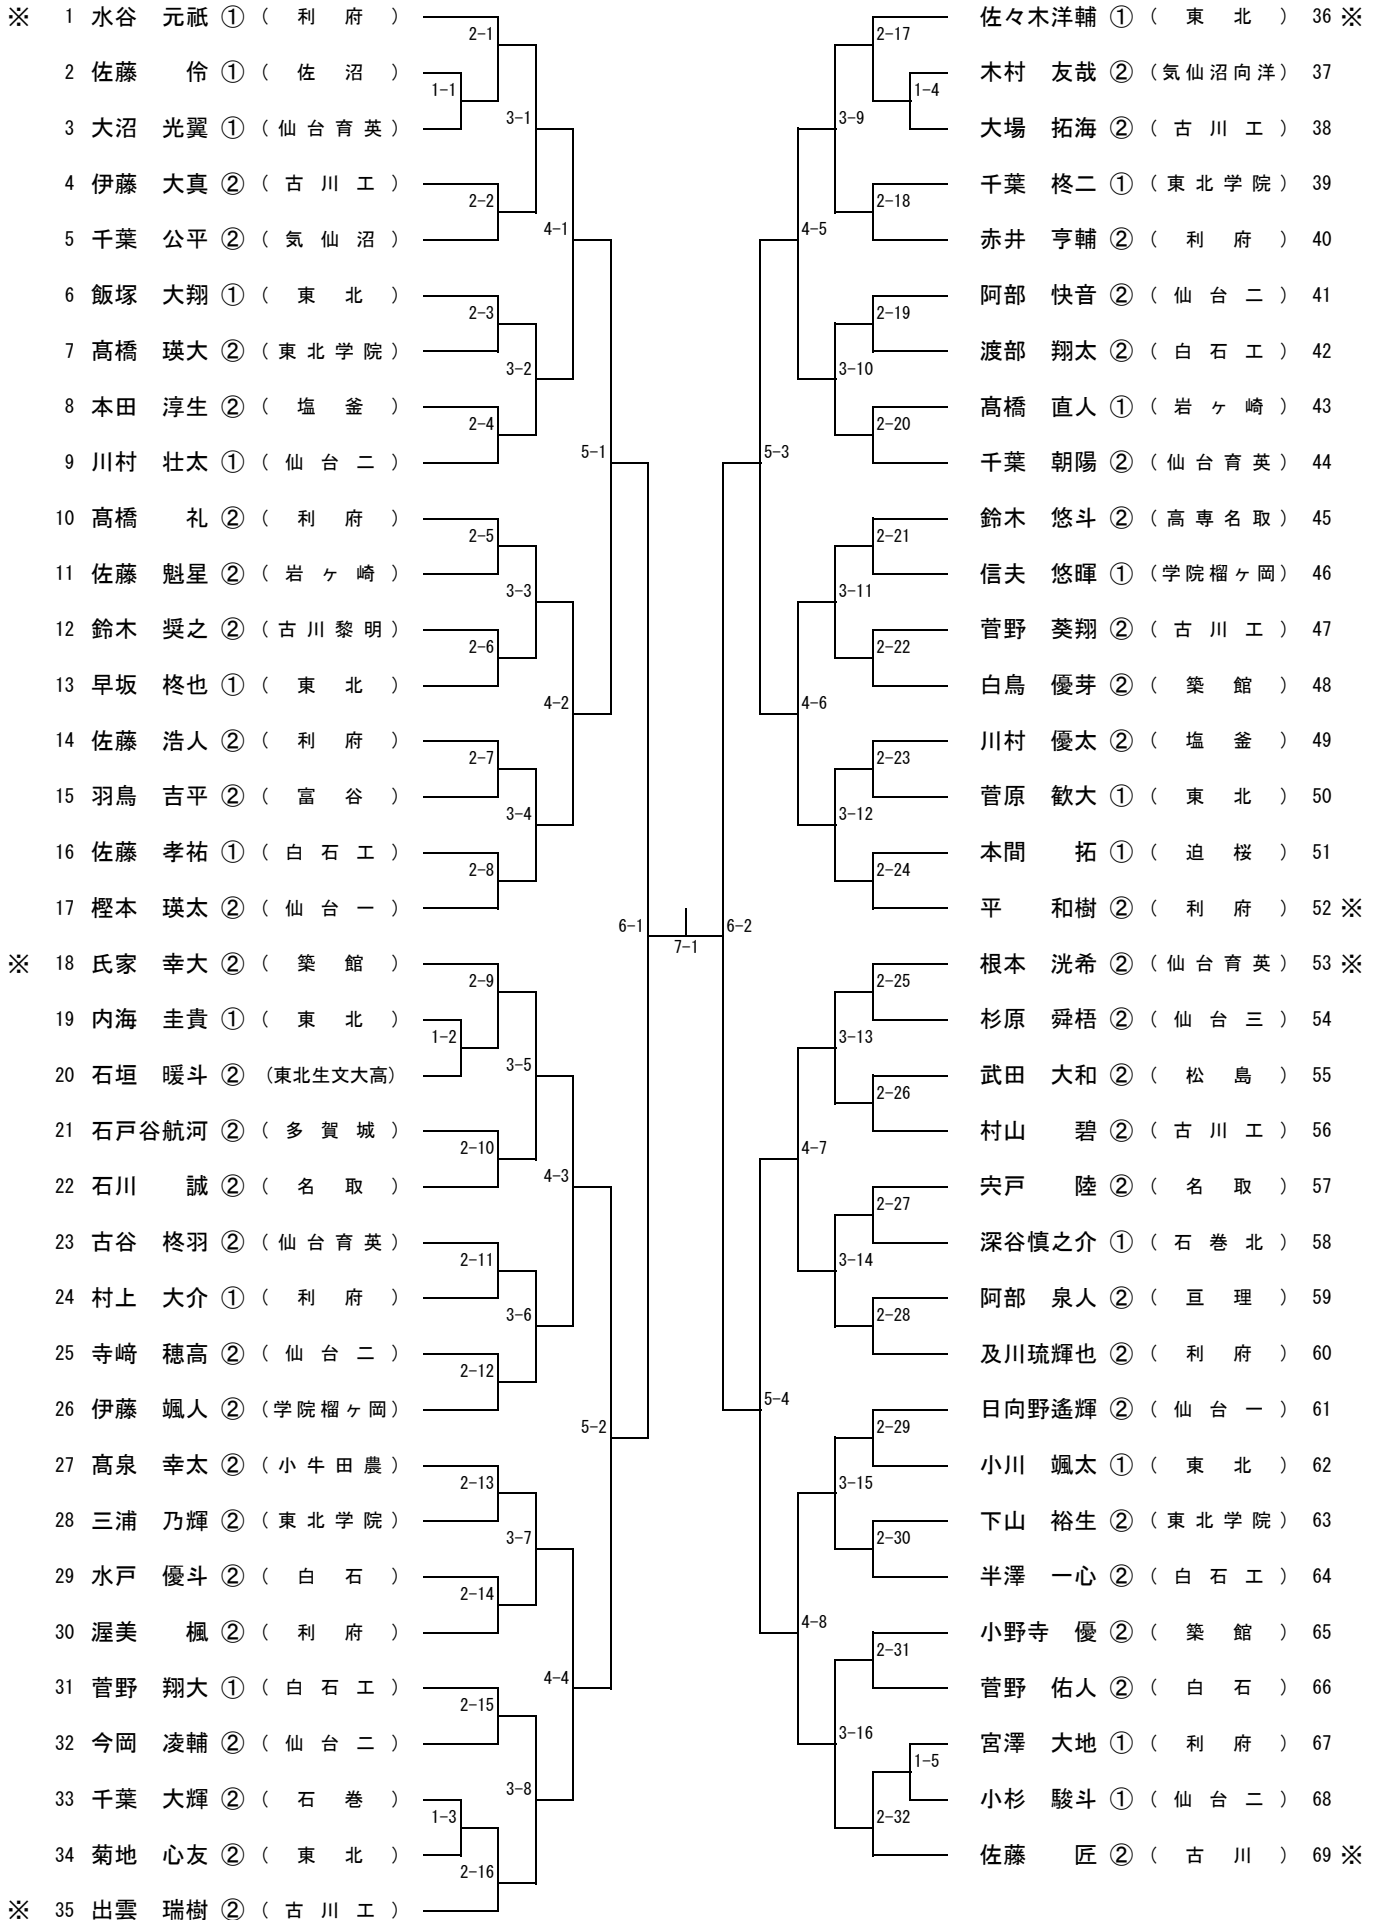 ※ 1 水谷 元祇 ① （ 利 府 ）
2 佐藤 伶 ① （ 佐 沼 ）
3 大沼 光翼 ① （ 仙 台 育 英 ）
4 伊藤 大真 ② （ 古 川 工 ）
5 千葉 公平 ② （ 気 仙 沼 ）
6 飯塚 大翔 ① （ 東 北 ）
7 髙橋 瑛大 ② （ 東 北 学 院 ）
8 本田 淳生 ② （ 塩 釜 ）
9 川村 壮太 ① （ 仙 台 二 ）
10 髙橋 礼 ② （ 利 府 ）
11 佐藤 魁星 ② （ 岩 ヶ 崎 ）
12 鈴木 奨之 ② （ 古 川 黎 明 ）
13 早坂 柊也 ① （ 東 北 ）
14 佐藤 浩人 ② （ 利 府 ）
15 羽鳥 吉平 ② （ 富 谷 ）
16 佐藤 孝祐 ① （ 白 石 工 ）
17 樫本 瑛太 ② （ 仙 台 一 ）
※ 18 氏家 幸大 ② （ 築 館 ）
19 内海 圭貴 ① （ 東 北 ）
20 石垣 暖斗 ② （東北生文大高）
21 石戸谷航河 ② （ 多 賀 城 ）
22 石川 誠 ② （ 名 取 ）
23 古谷 柊羽 ② （ 仙 台 育 英 ）
24 村上 大介 ① （ 利 府 ）
25 寺﨑 穂高 ② （ 仙 台 二 ）
26 伊藤 颯人 ② （ 学 院 榴 ヶ 岡 ）
27 髙泉 幸太 ② （ 小 牛 田 農 ）
28 三浦 乃輝 ② （ 東 北 学 院 ）
29 水戸 優斗 ② （ 白 石 ）
30 渥美 楓 ② （ 利 府 ）
31 菅野 翔大 ① （ 白 石 工 ）
32 今岡 凌輔 ② （ 仙 台 二 ）
33 千葉 大輝 ② （ 石 巻 ）
34 菊地 心友 ② （ 東 北 ）
※ 35 出雲 瑞樹 ② （ 古 川 工 ）
1-1
1-2
1-3
2-1
2-2
2-3
2-4
2-5
2-6
2-7
2-8
2-9
2-10
2-11
2-12
2-13
2-14
2-15
2-16
3-1
3-2
3-3
3-4
3-5
3-6
3-7
3-8
4-1
4-2
4-3
4-4
5-1
5-2
6-1
7-1
6-2
5-3
5-4
4-5
4-6
4-7
4-8
3-9
3-10
3-11
3-12
3-13
3-14
3-15
3-16
2-17
2-18
2-19
2-20
2-21
2-22
2-23
2-24
2-25
2-26
2-27
2-28
2-29
2-30
2-31
2-32
1-4
1-5
佐々木洋輔 ① （ 東 北 ） 36 ※
木村 友哉 ② （ 気 仙 沼 向 洋 ） 37
大場 拓海 ② （ 古 川 工 ） 38
千葉 柊二 ① （ 東 北 学 院 ） 39
赤井 亨輔 ② （ 利 府 ） 40
阿部 快音 ② （ 仙 台 二 ） 41
渡部 翔太 ② （ 白 石 工 ） 42
髙橋 直人 ① （ 岩 ヶ 崎 ） 43
千葉 朝陽 ② （ 仙 台 育 英 ） 44
鈴木 悠斗 ② （ 高 専 名 取 ） 45
信夫 悠暉 ① （ 学 院 榴 ヶ 岡 ） 46
菅野 葵翔 ② （ 古 川 工 ） 47
白鳥 優芽 ② （ 築 館 ） 48
川村 優太 ② （ 塩 釜 ） 49
菅原 歓大 ① （ 東 北 ） 50
本間 拓 ① （ 迫 桜 ） 51
平 和樹 ② （ 利 府 ） 52 ※
根本 洸希 ② （ 仙 台 育 英 ） 53 ※
杉原 舜梧 ② （ 仙 台 三 ） 54
武田 大和 ② （ 松 島 ） 55
村山 碧 ② （ 古 川 工 ） 56
宍戸 陸 ② （ 名 取 ） 57
深谷慎之介 ① （ 石 巻 北 ） 58
阿部 泉人 ② （ 亘 理 ） 59
及川琉輝也 ② （ 利 府 ） 60
日向野遙輝 ② （ 仙 台 一 ） 61
小川 颯太 ① （ 東 北 ） 62
下山 裕生 ② （ 東 北 学 院 ） 63
半澤 一心 ② （ 白 石 工 ） 64
小野寺 優 ② （ 築 館 ） 65
菅野 佑人 ② （ 白 石 ） 66
宮澤 大地 ① （ 利 府 ） 67
小杉 駿斗 ① （ 仙 台 二 ） 68
佐藤 匠 ② （ 古 川 ） 69 ※